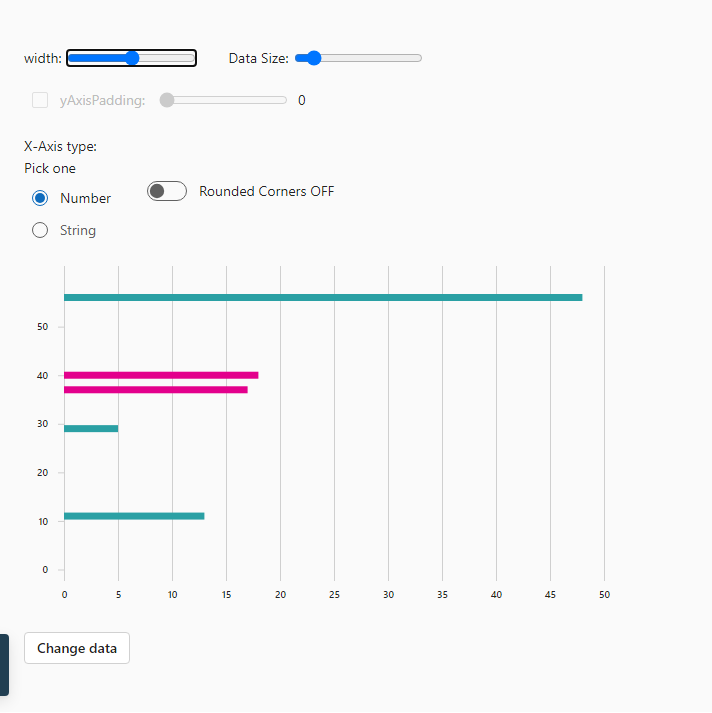 width: Data Size:
yAxisPadding: 0
X-Axis type:
Pick one
Number Rounded Corners OFF
String
50
40
30
20
10
0
0 5 10 15 20 25 30 35 40 45 50
Change data